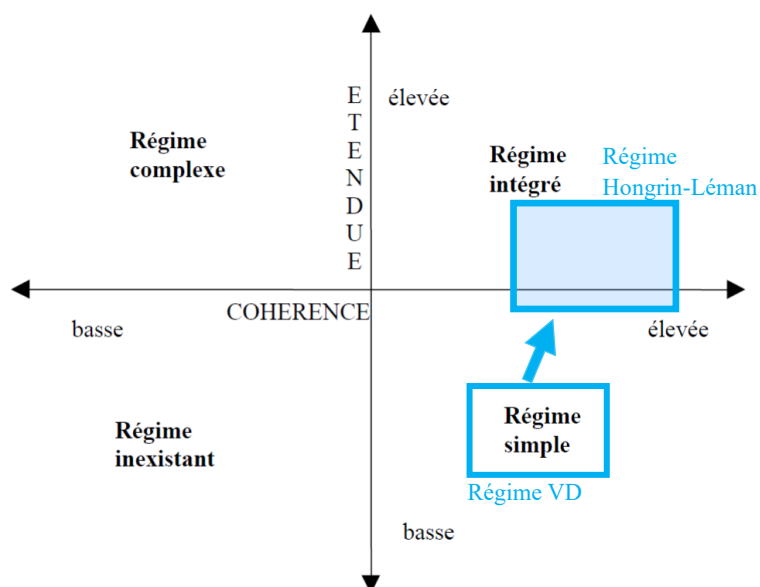 E
T
E
N
D
U
E
élevée
Régime
complexe
Régime
intégré
Régime
Hongrin-Léman
COHERENCE
basse
élevée
Régime
inexistant
Régime
simple
Régime VD
basse